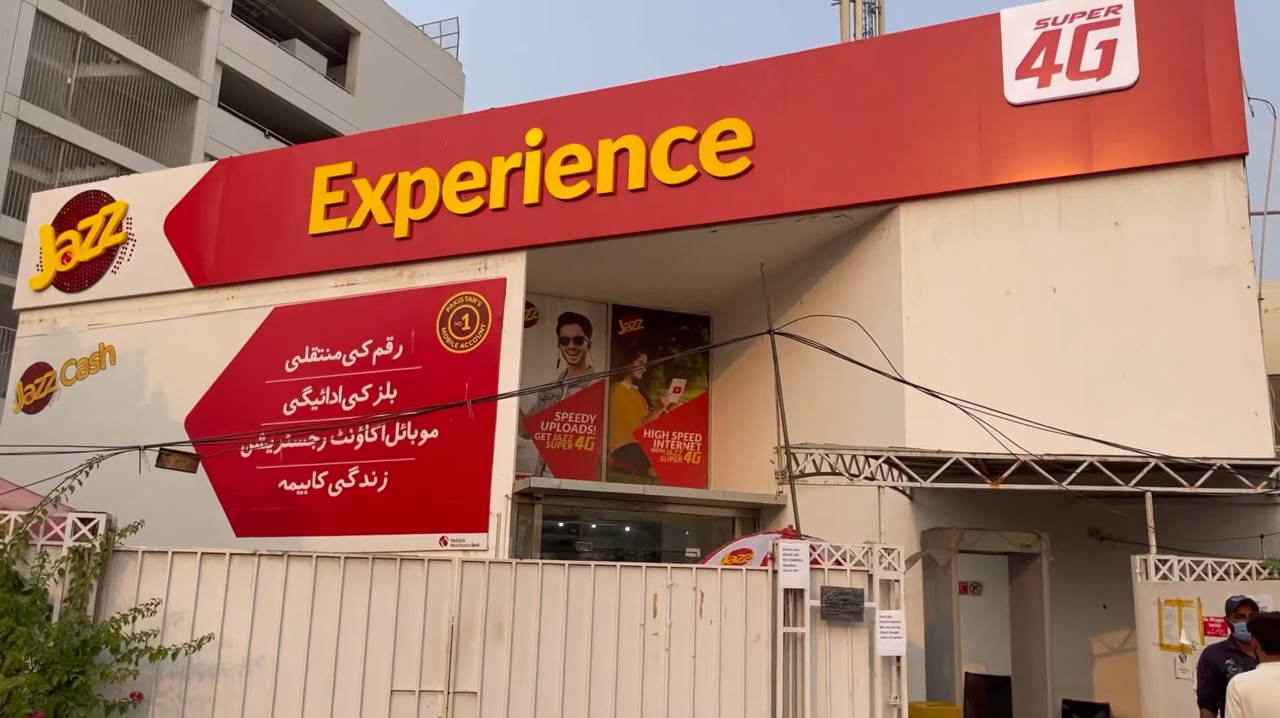 SUPER
4G
Experience
Jazz
PAKISTAN'S
NO.1
MOBILE ACCOUNT
رقم کی منتقلی
بلز کی ادائیگی
موبائل اکاؤنٹ رجسٹریشن
زندگی کا بیمہ
Jazz Cash
Jazz
SPEEDY
UPLOADS!
GET JAZZ
SUPER 4G
HIGH SPEED
INTERNET
WITH JAZZ
SUPER 4G
Jazz